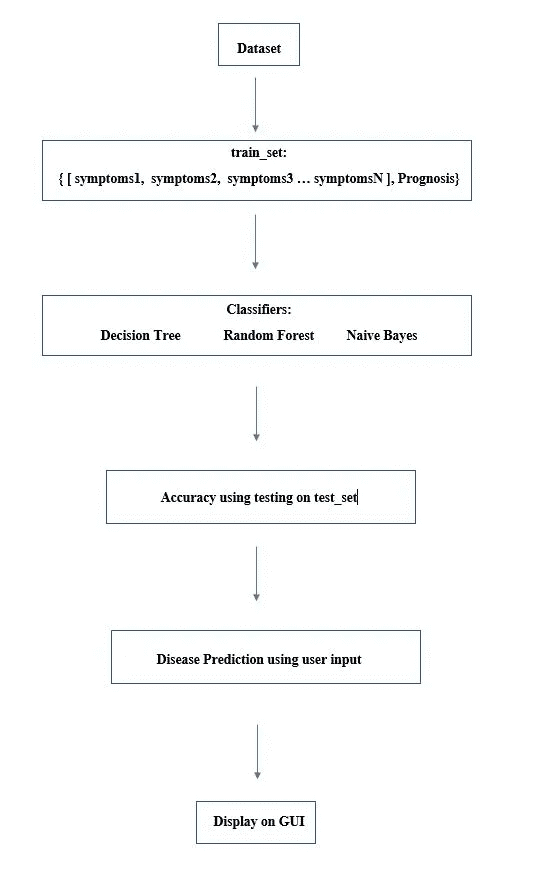 Dataset
train_set:
{ [ symptoms1, symptoms2, symptoms3 … symptomsN ], Prognosis}
Classifiers:
Decision Tree Random Forest Naive Bayes
Accuracy using testing on test_set
Disease Prediction using user input
Display on GUI